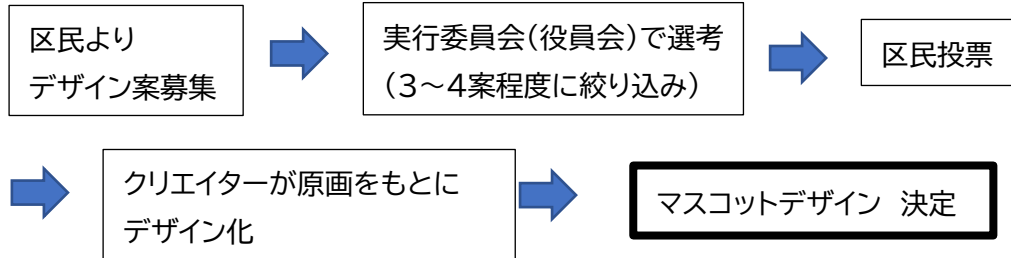 区民より
デザイン案募集
実行委員会(役員会)で選考
(3～4案程度に絞り込み)
区民投票
クリエイターが原画をもとに
デザイン化
マスコットデザイン 決定